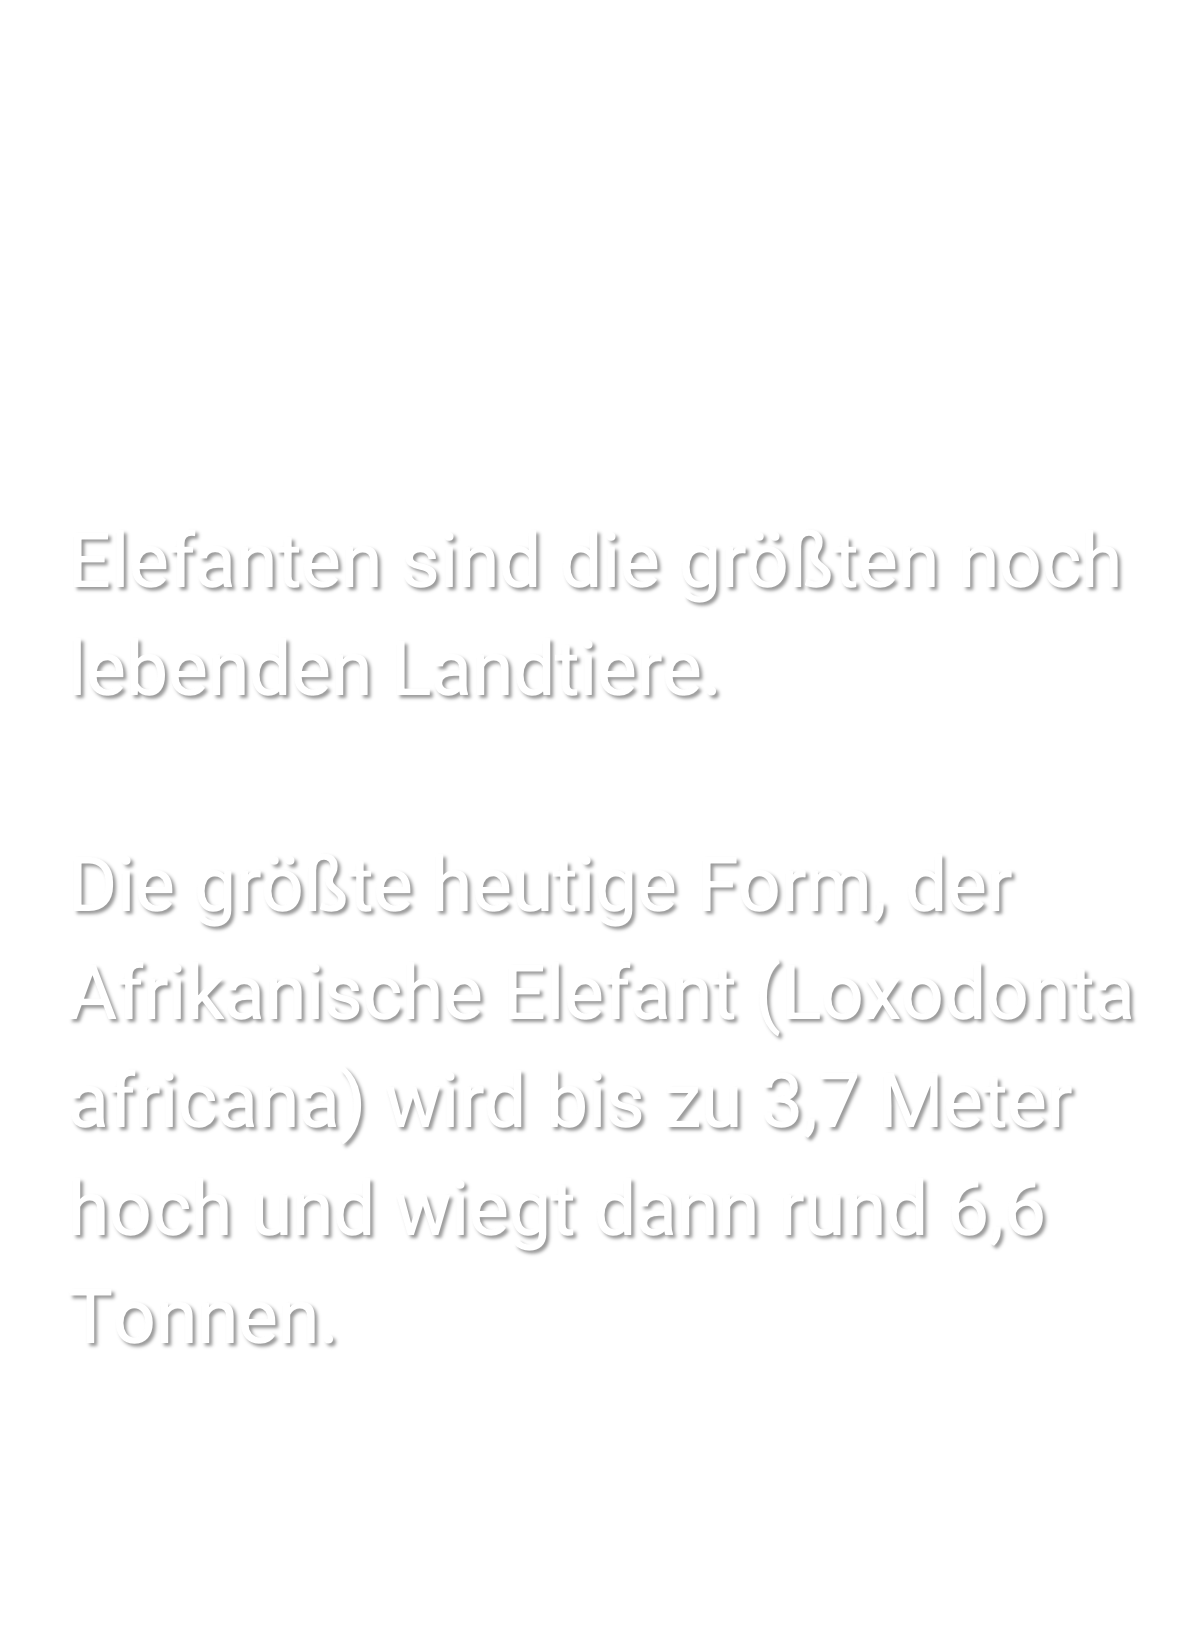 Elefanten sind die größten noch
lebenden Landtiere.
Die größte heutige Form, der
Afrikanische Elefant (Loxodonta
africana) wird bis zu 3,7 Meter
hoch und wiegt dann rund 6,6
Tonnen.